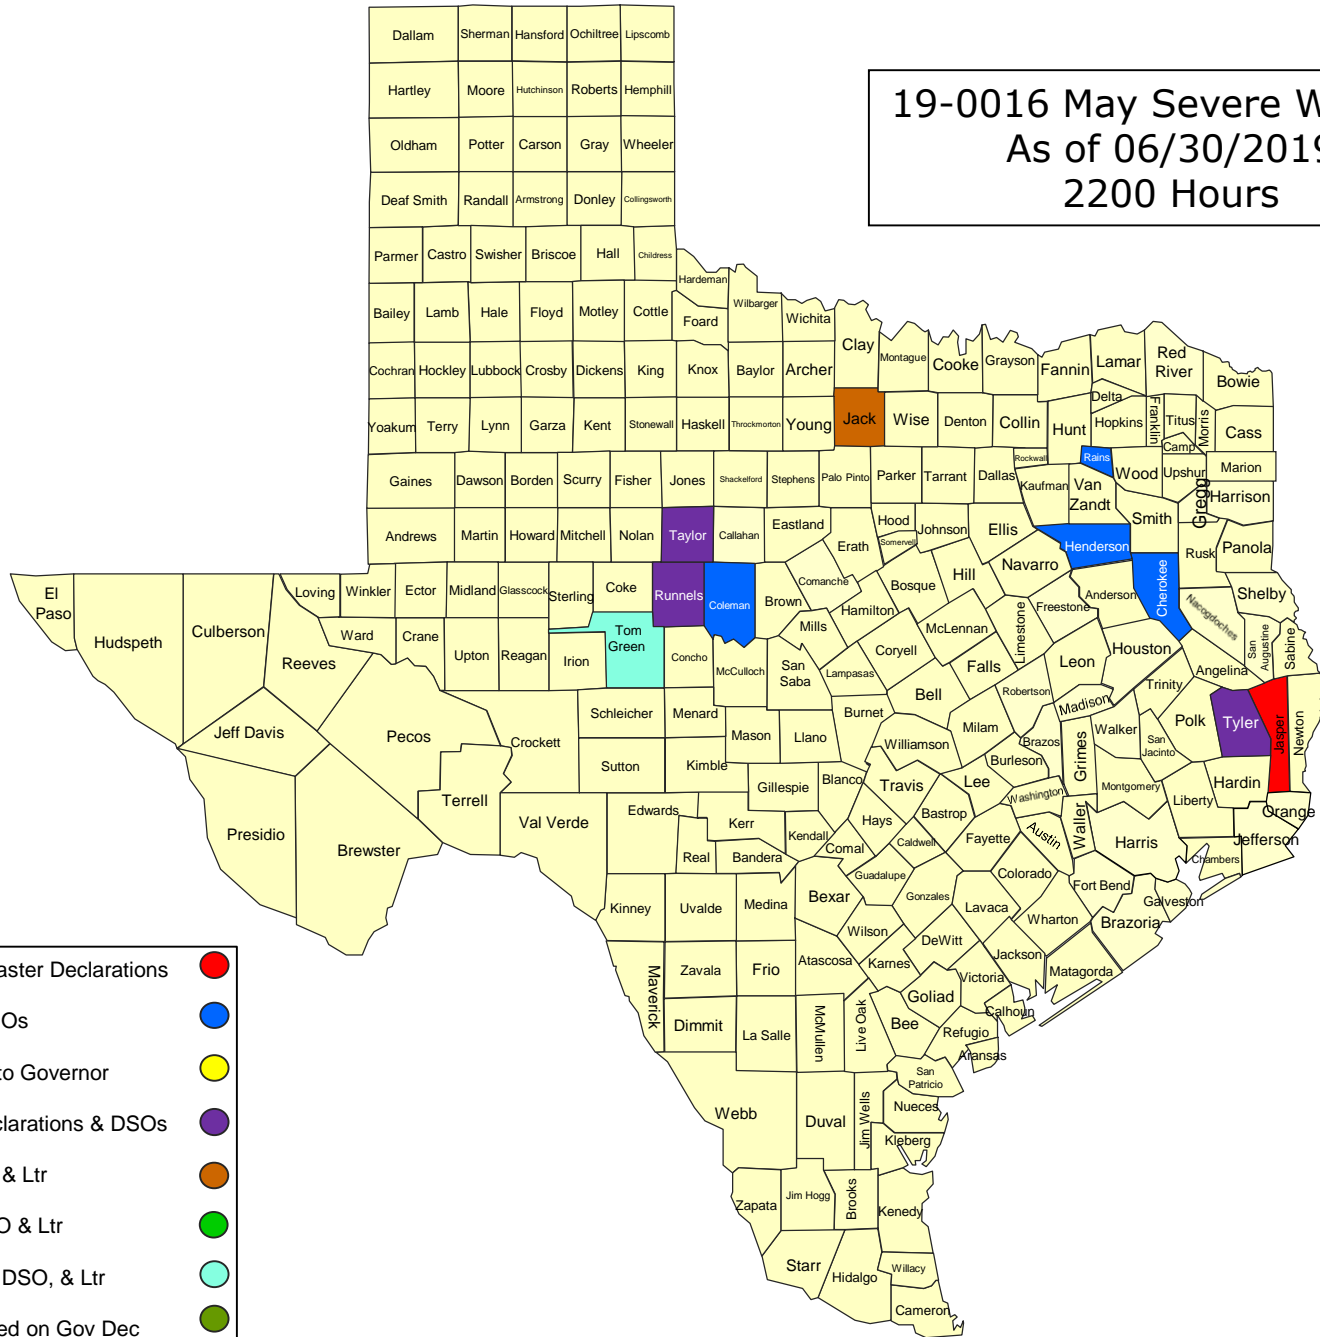 19-0016 May Severe W
As of 06/30/2019
2200 Hours
Dallam Sherman Hansford Ochiltree Lipscomb
Hartley Moore Hutchinson Roberts Hemphill
Oldham Potter Carson Gray Wheeler
Deaf Smith Randall Armstrong Donley Collingsworth
Parmer Castro Swisher Briscoe Hall Childress
Hardeman
Bailey Lamb Hale Floyd Motley Cottle Foard Wilbarger Wichita Clay Montague Cooke Grayson Fannin Lamar Red River Bowie
Cochran Hockley Lubbock Crosby Dickens King Knox Baylor Archer
Delta
Yoakum Terry Lynn Garza Kent Stonewall Haskell Throckmorton Young Jack Wise Denton Collin Hunt Hopkins Franklin Titus Morris Cass
Camp
Gaines Dawson Borden Scurry Fisher Jones Shackelford Stephens Palo Pinto Parker Tarrant Dallas Rockwall Kaufman Rains Van Zandt Wood Upshur Gregg Marion Harrison
Andrews Martin Howard Mitchell Nolan Taylor Callahan Eastland Erath Hood Somervell Johnson Ellis Henderson Smith Rusk Panola
El Paso Hudspeth Culberson Loving Winkler Ector Midland Glasscock Sterling Coke Runnels Coleman Brown Comanche Hamilton Bosque Hill Navarro Freestone Anderson Cherokee Nacogdoches Shelby
Reeves Ward Crane Upton Reagan Irion Tom Green Concho McCulloch San Saba Mills Lampasas Coryell McLennan Limestone Falls Leon Houston Angelina San Augustine Sabine
Jeff Davis Pecos Crockett Schleicher Menard Mason Llano Burnet Bell Milam Robertson Madison Trinity Walker San Jacinto Polk Tyler Jasper Newton
Sutton Kimble Gillespie Blanco Williamson Travis Lee Burleson Brazos Grimes Washington Montgomery Liberty Hardin Orange
Presidio Brewster Terrell Val Verde Edwards Kerr Real Bandera Kendall Comal Hays Caldwell Bastrop Fayette Austin Waller Harris Chambers Jefferson
Kinney Uvalde Medina Bexar Guadalupe Gonzales Lavaca Colorado Wharton Fort Bend Brazoria Galveston
Maverick Zavala Frio Atascosa Wilson Karnes DeWitt Victoria Jackson Matagorda
Dimmit La Salle McMullen Live Oak Bee Goliad Refugio Calhoun Aransas
San Patricio
Webb Duval Jim Wells Nueces
Kleberg
Zapata Jim Hogg Brooks Kenedy
Starr Hidalgo Willacy
Cameron
aster Declarations
Os
to Governor
clarations & DSOs
& Ltr
O & Ltr
DSO, & Ltr
ed on Gov Dec